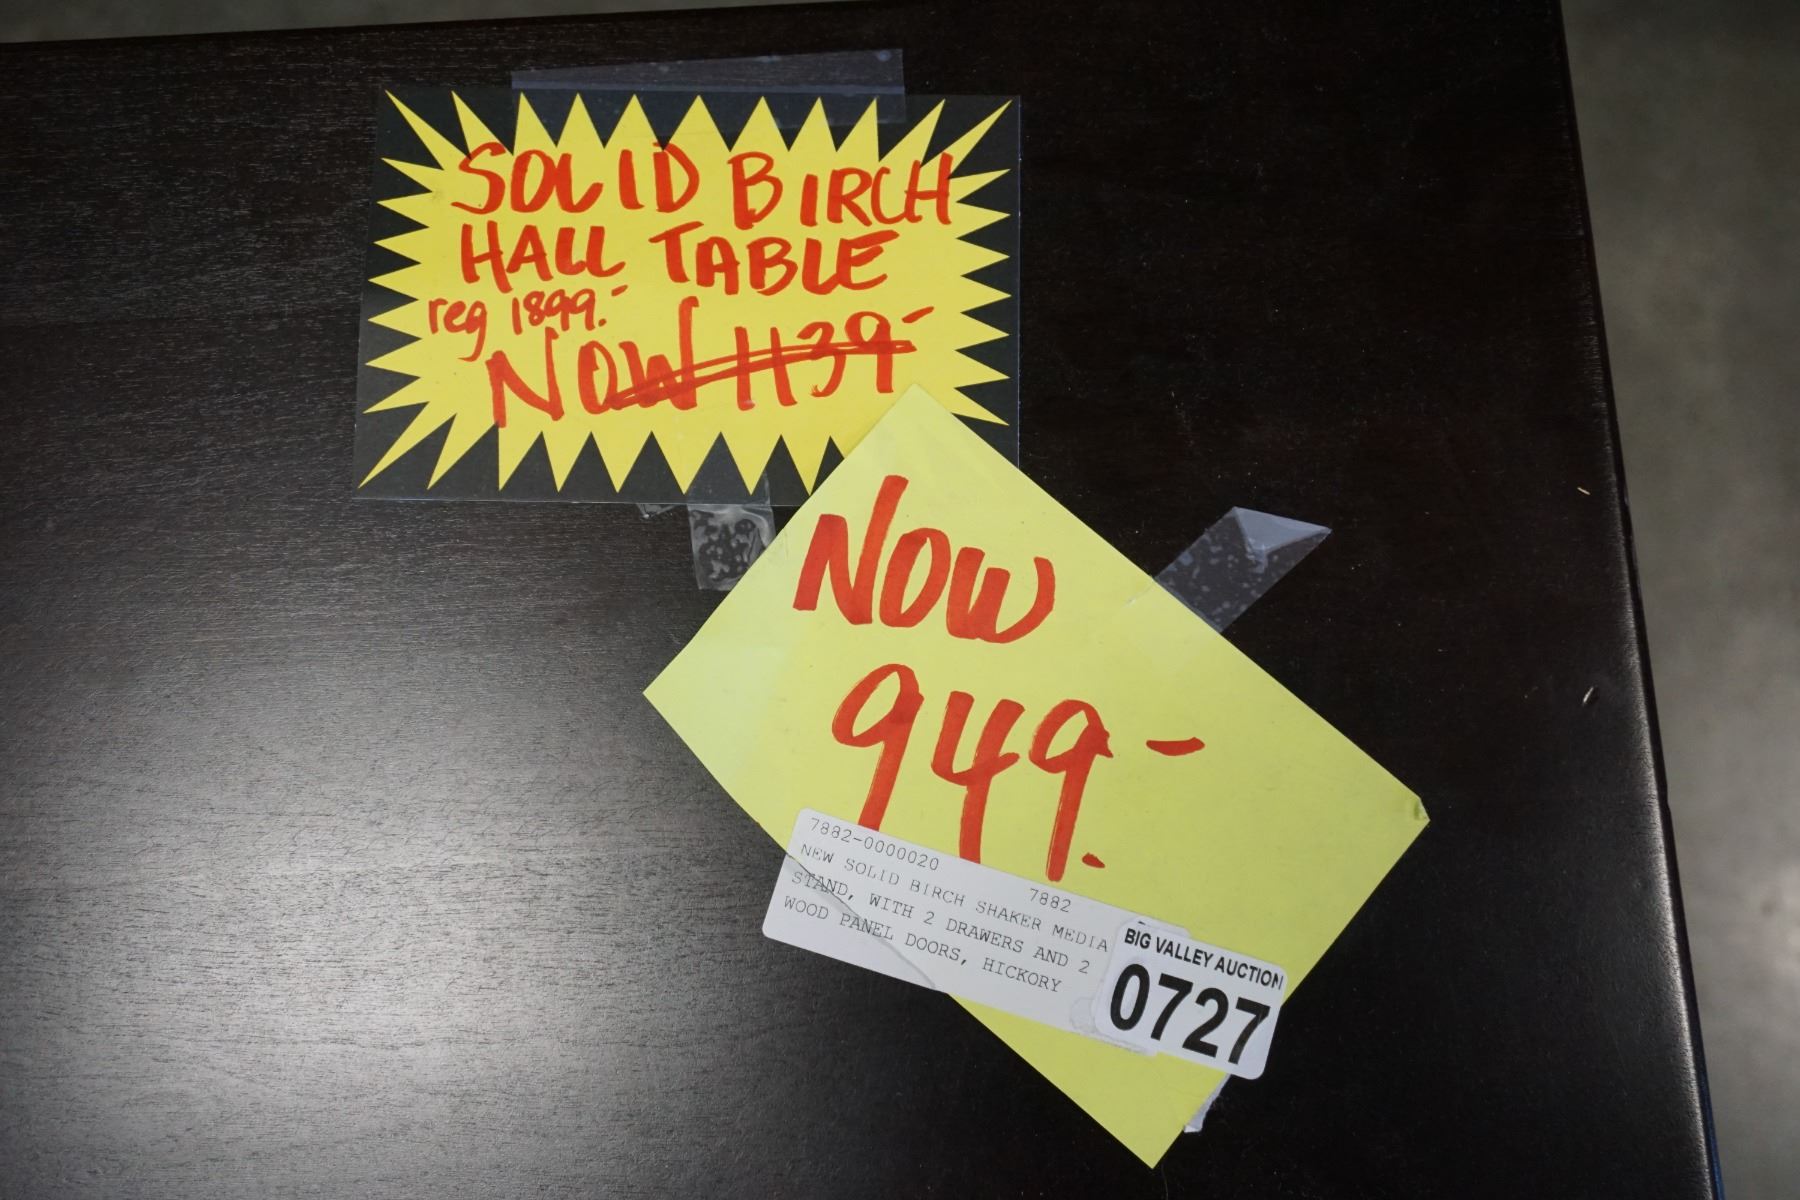 SOLID BIRCH
HALL TABLE
reg 1899.-
NOW 1139-
NOW
949.-
7882-0000020
7882
NEW SOLID BIRCH SHAKER MEDIA
STAND, WITH 2 DRAWERS AND 2
WOOD PANEL DOORS, HICKORY
BIG VALLEY AUCTION
0727